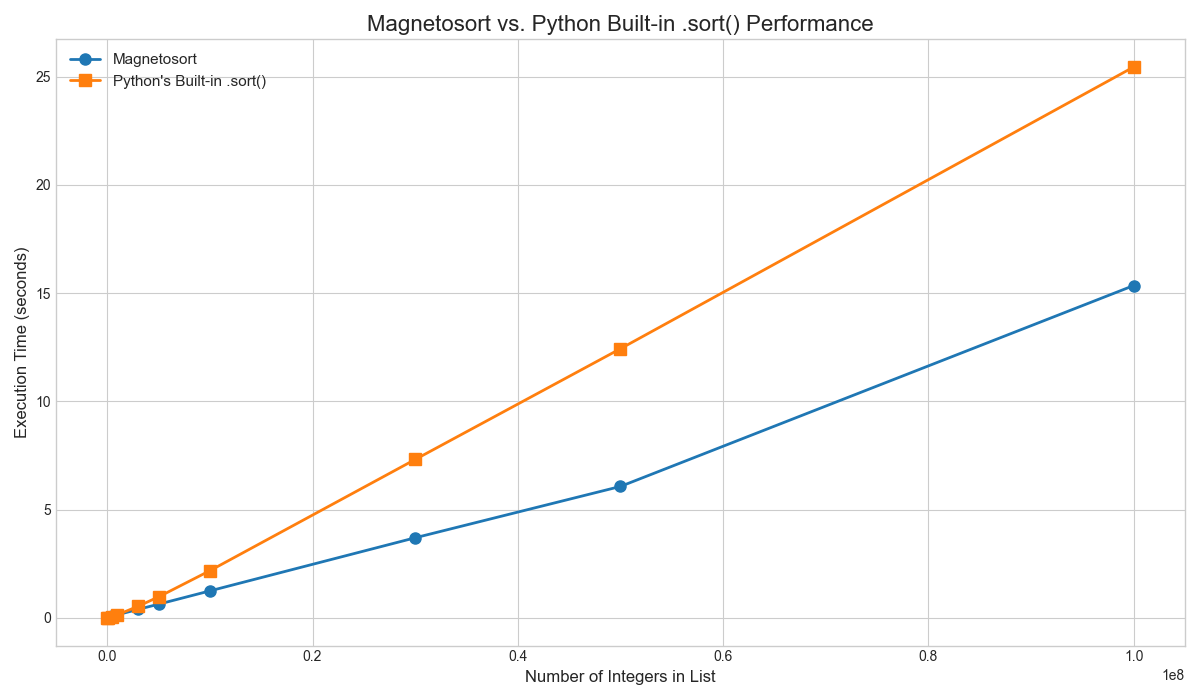 Magnetosort vs. Python Built-in .sort() Performance
Magnetosort
Python's Built-in .sort()
Execution Time (seconds)
25
20
15
10
5
0
0.0 0.2 0.4 0.6 0.8 1.0
1e8
Number of Integers in List